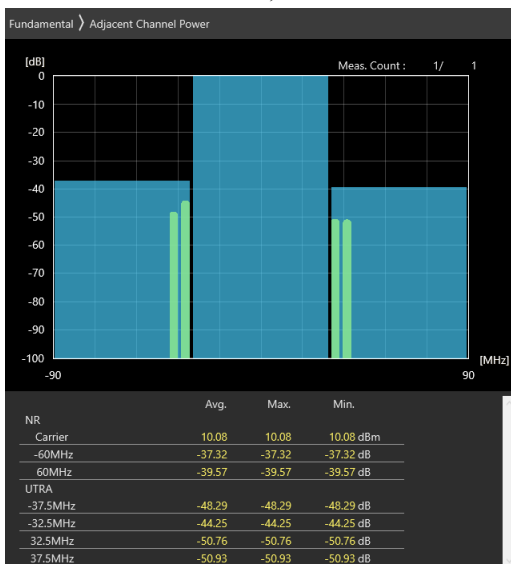 Fundamental 〉 Adjacent Channel Power
[dB]
Meas. Count : 1/ 1
0
-10
-20
-30
-40
-50
-60
-70
-80
-90
-100
[MHz]
-90 90
Avg. Max. Min.
NR
Carrier 10.08 10.08 10.08 dBm
-60MHz -37.32 -37.32 -37.32 dB
60MHz -39.57 -39.57 -39.57 dB
UTRA
-37.5MHz -48.29 -48.29 -48.29 dB
-32.5MHz -44.25 -44.25 -44.25 dB
32.5MHz -50.76 -50.76 -50.76 dB
37.5MHz -50.93 -50.93 -50.93 dB